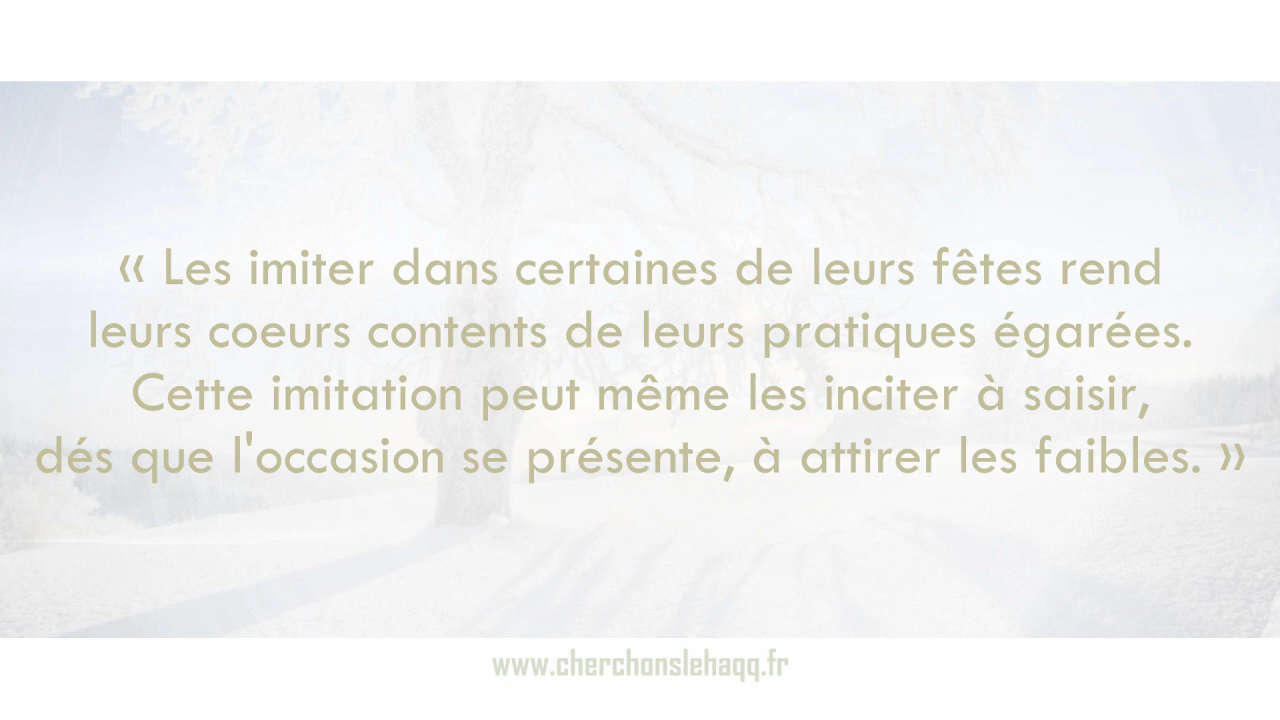 « Les imiter dans certaines de leurs fêtes rend
leurs coeurs contents de leurs pratiques égarées.
Cette imitation peut même les inciter à saisir,
dés que l'occasion se présente, à attirer les faibles. »
www.cherchonslehaqq.fr